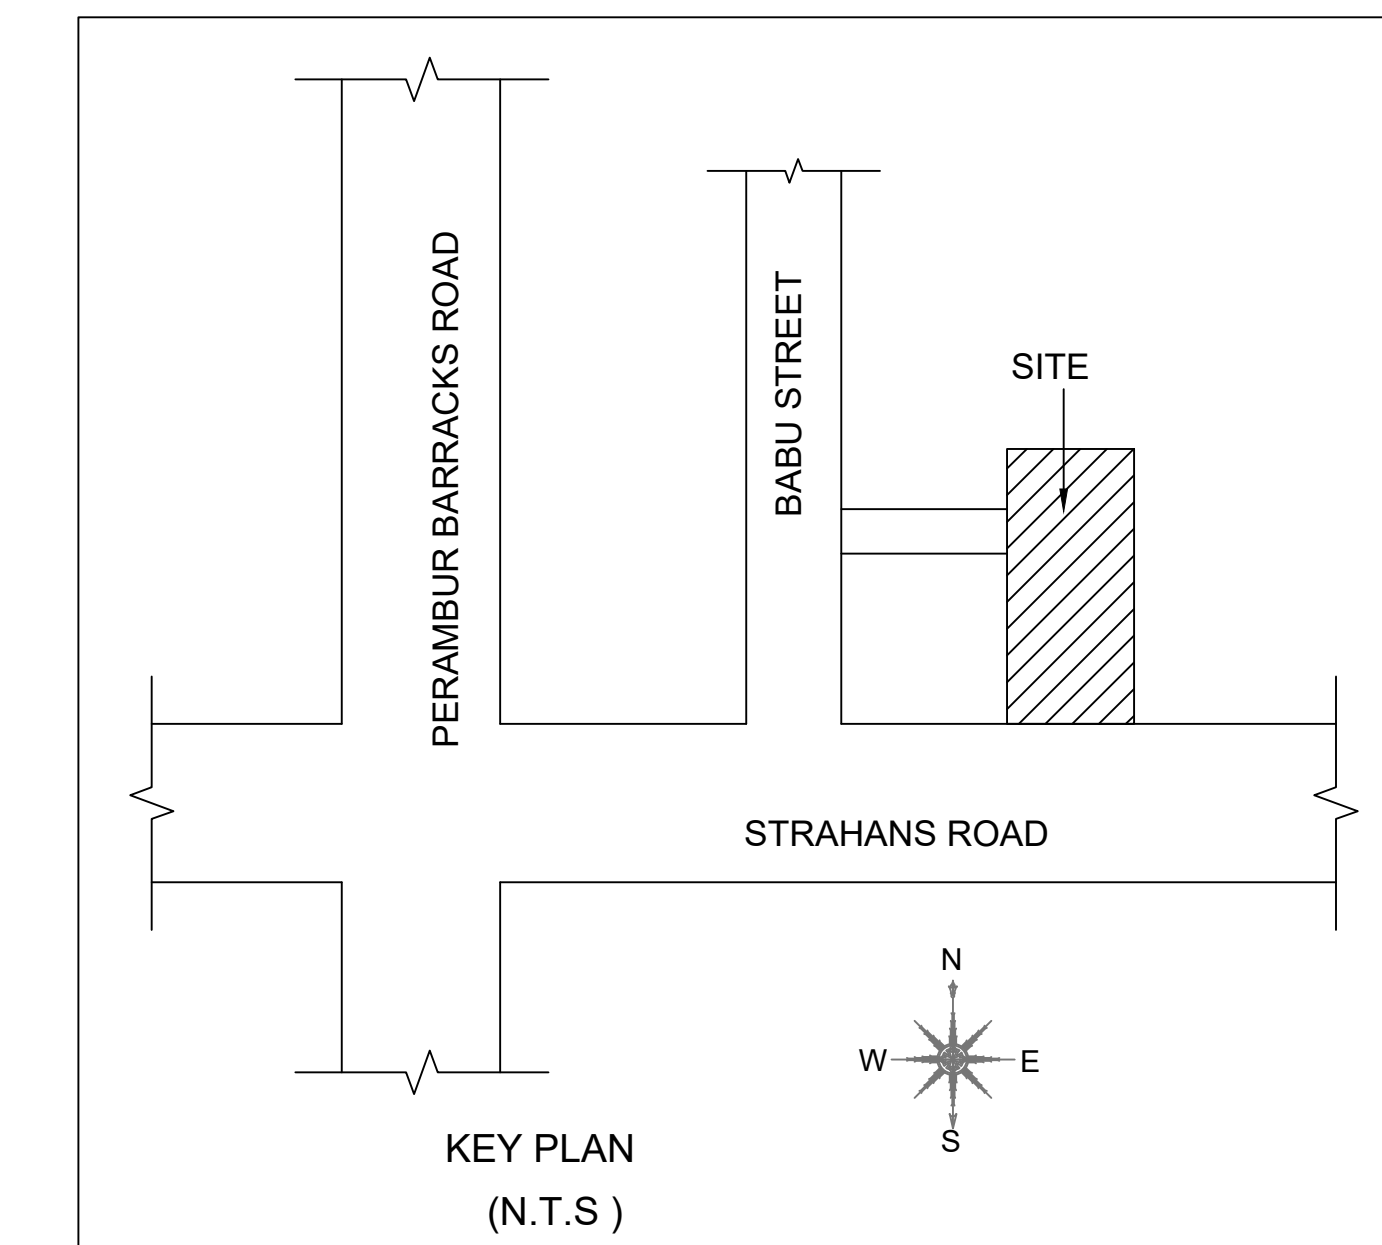 PERAMBUR BARRACKS ROAD
BABU STREET
SITE
STRAHANS ROAD
N
W
E
S
KEY PLAN
(N.T.S )